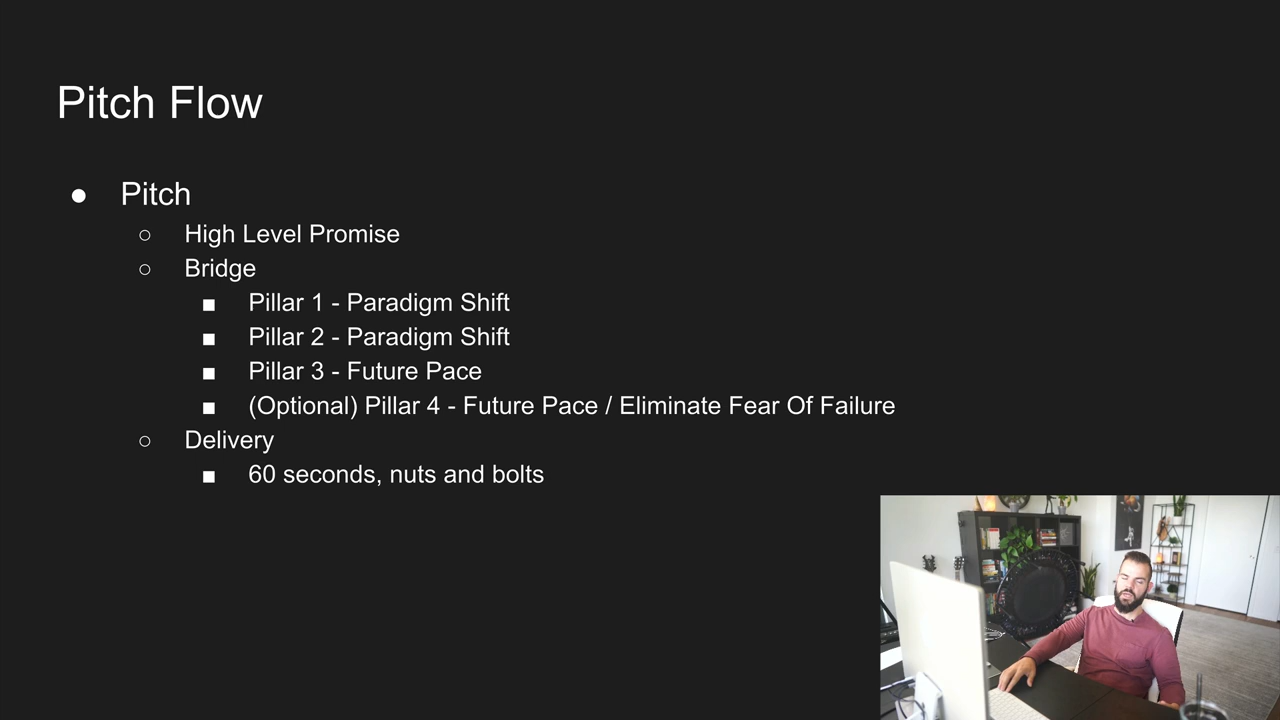 Pitch Flow
● Pitch
○ High Level Promise
○ Bridge
■ Pillar 1 - Paradigm Shift
■ Pillar 2 - Paradigm Shift
■ Pillar 3 - Future Pace
■ (Optional) Pillar 4 - Future Pace / Eliminate Fear Of Failure
○ Delivery
■ 60 seconds, nuts and bolts